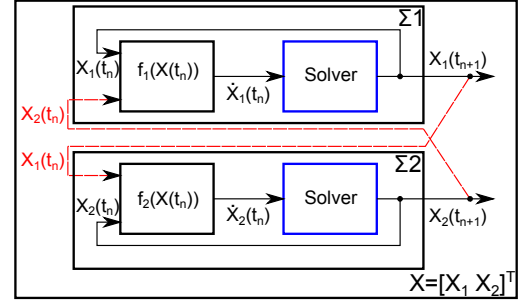 Σ1
X₁(tₙ)
f₁(X(tₙ))
Ẋ₁(tₙ)
Solver
X₁(tₙ₊₁)
X₂(tₙ)
X₁(tₙ)
Σ2
X₂(tₙ)
f₂(X(tₙ))
Ẋ₂(tₙ)
Solver
X₂(tₙ₊₁)
X=[X₁ X₂]ᵀ